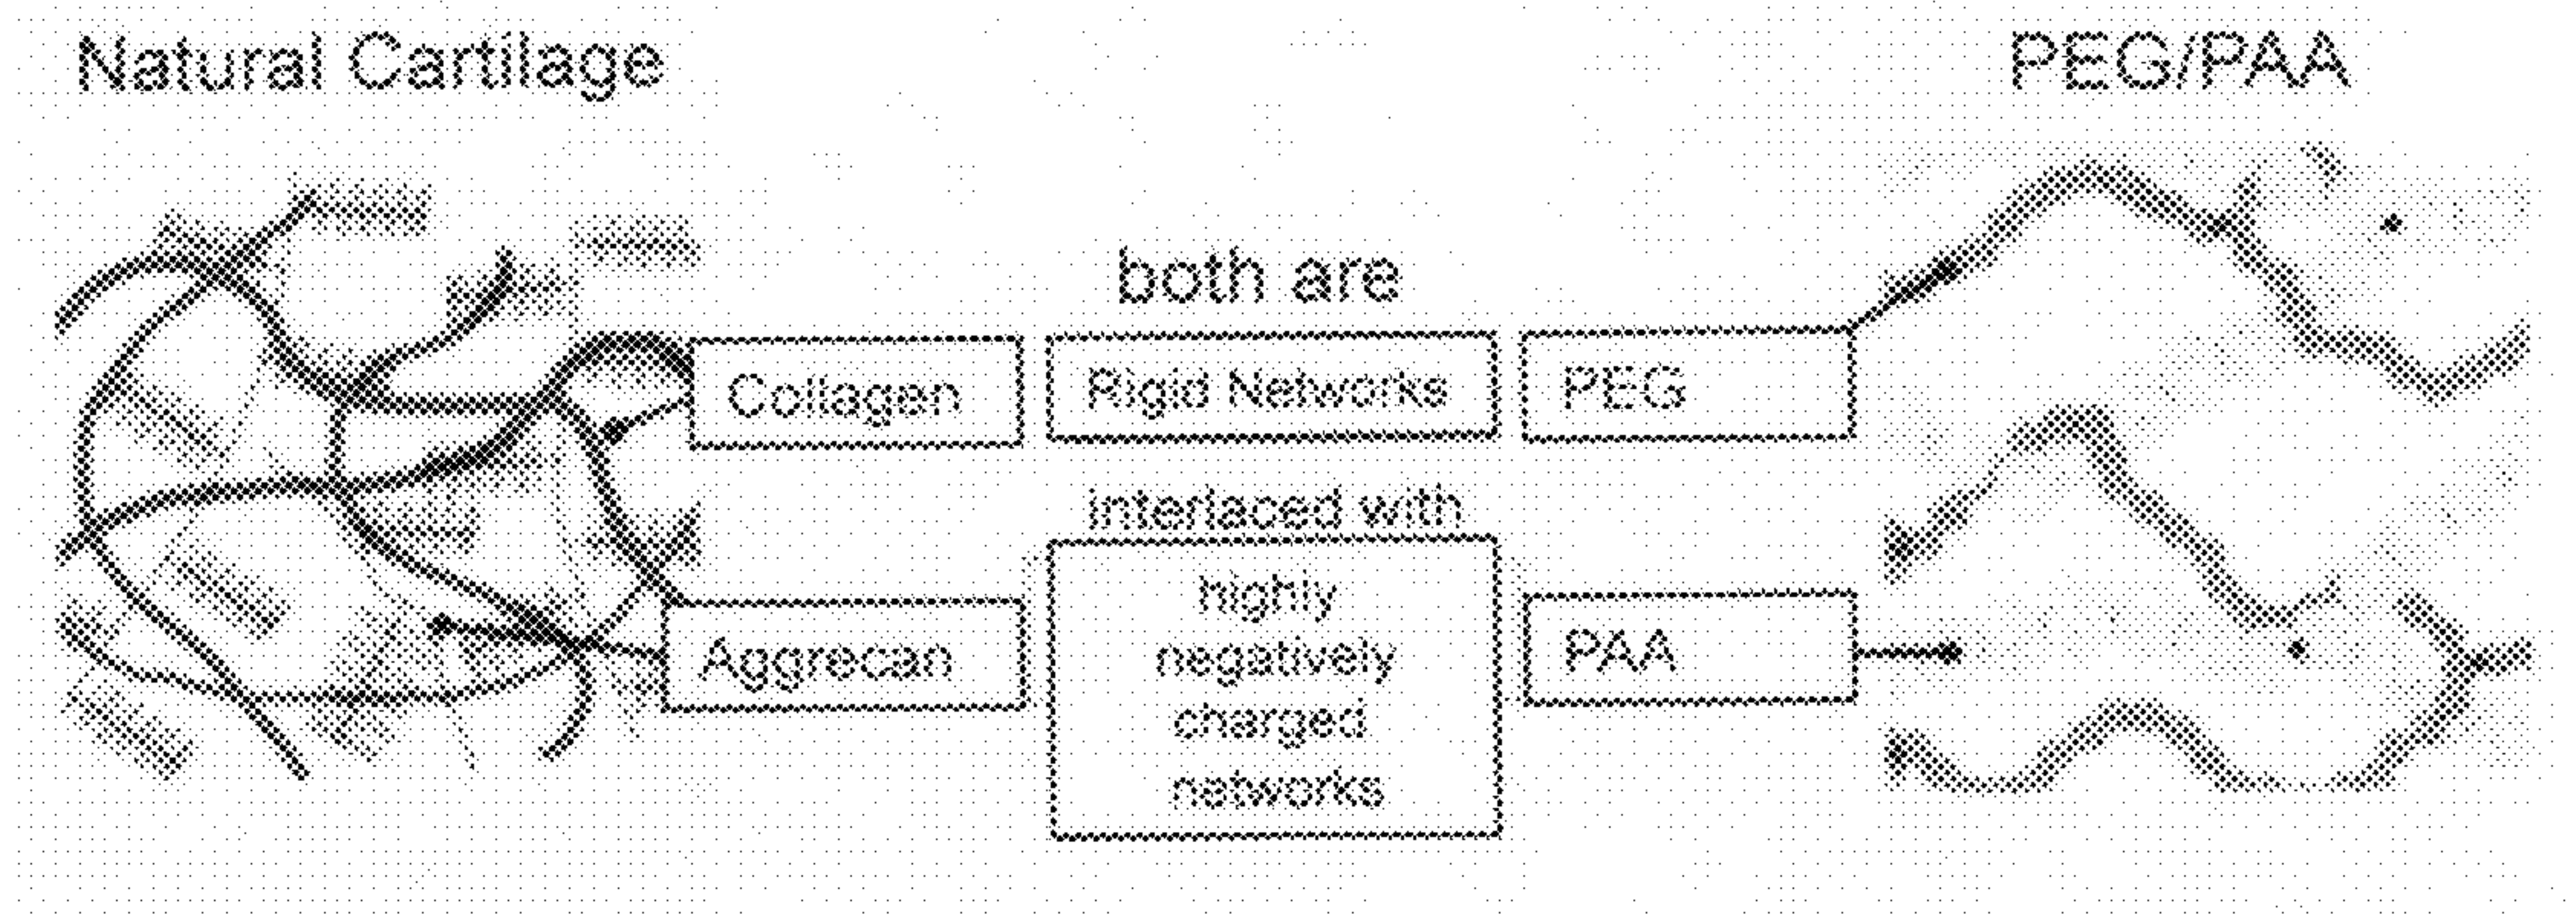 Natural Cartilage
PEG/PAA
both are
Collagen
Rigid Networks
PEG
interlaced with
Aggrecan
highly
negatively
charged
networks
PAA